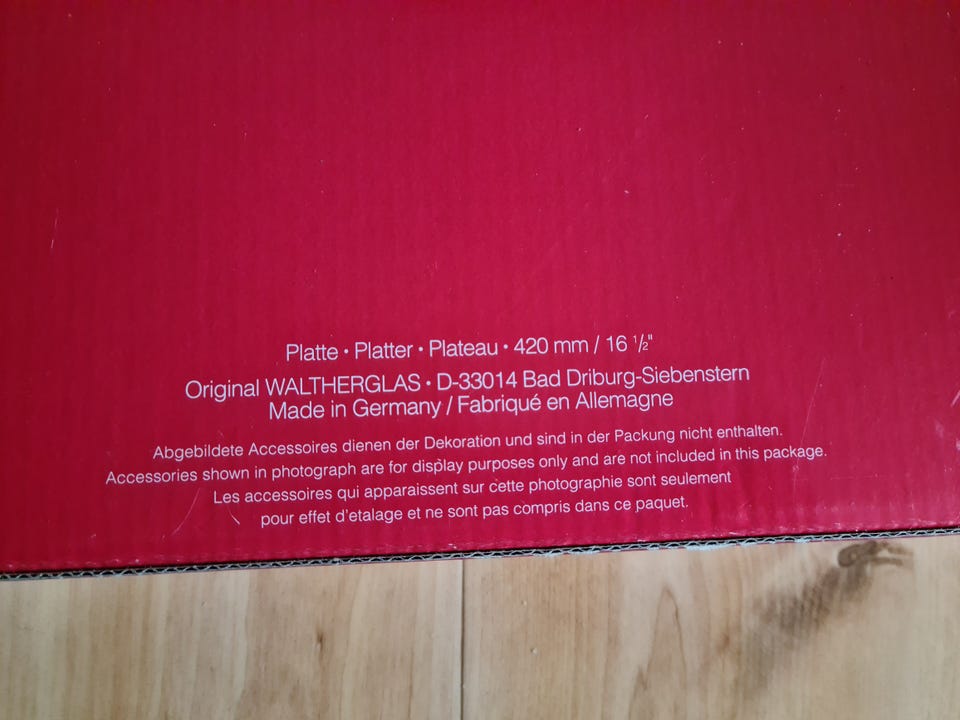 Platte • Platter • Plateau • 420 mm / 16 1/2"
Original WALTHERGLAS • D-33014 Bad Driburg-Siebenstern
Made in Germany / Fabriqué en Allemagne
Abgebildete Accessoires dienen der Dekoration und sind in der Packung nicht enthalten.
Accessories shown in photograph are for display purposes only and are not included in this package.
Les accessoires qui apparaissent sur cette photographie sont seulement
pour effet d'etalage et ne sont pas compris dans ce paquet.